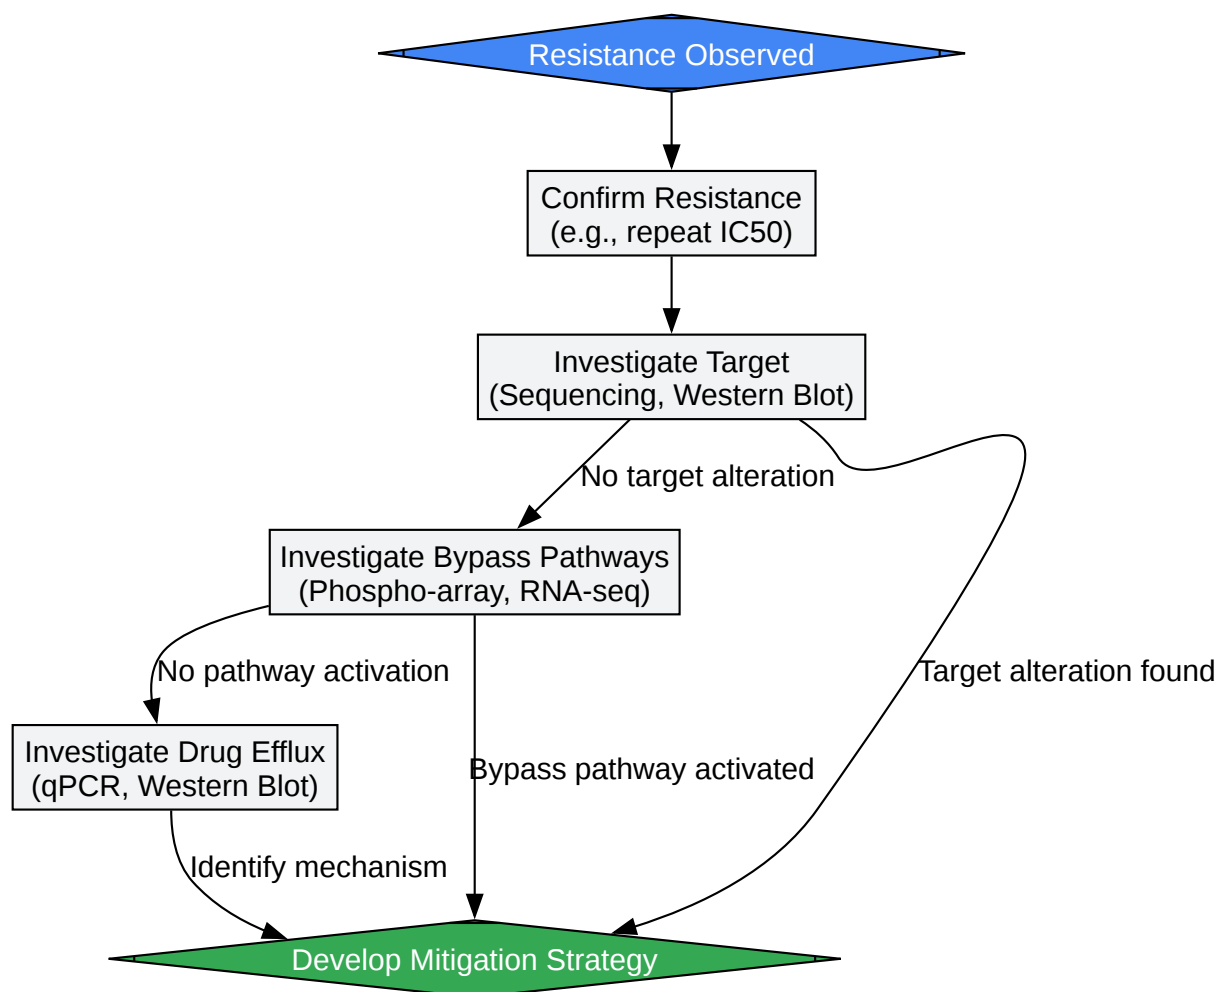 Resistance Observed
Confirm Resistance
(e.g., repeat IC50)
Investigate Target
(Sequencing, Western Blot)
No target alteration
Investigate Bypass Pathways
(Phospho-array, RNA-seq)
No pathway activation
Target alteration found
Investigate Drug Efflux
(qPCR, Western Blot)
Bypass pathway activated
Identify mechanism
Develop Mitigation Strategy